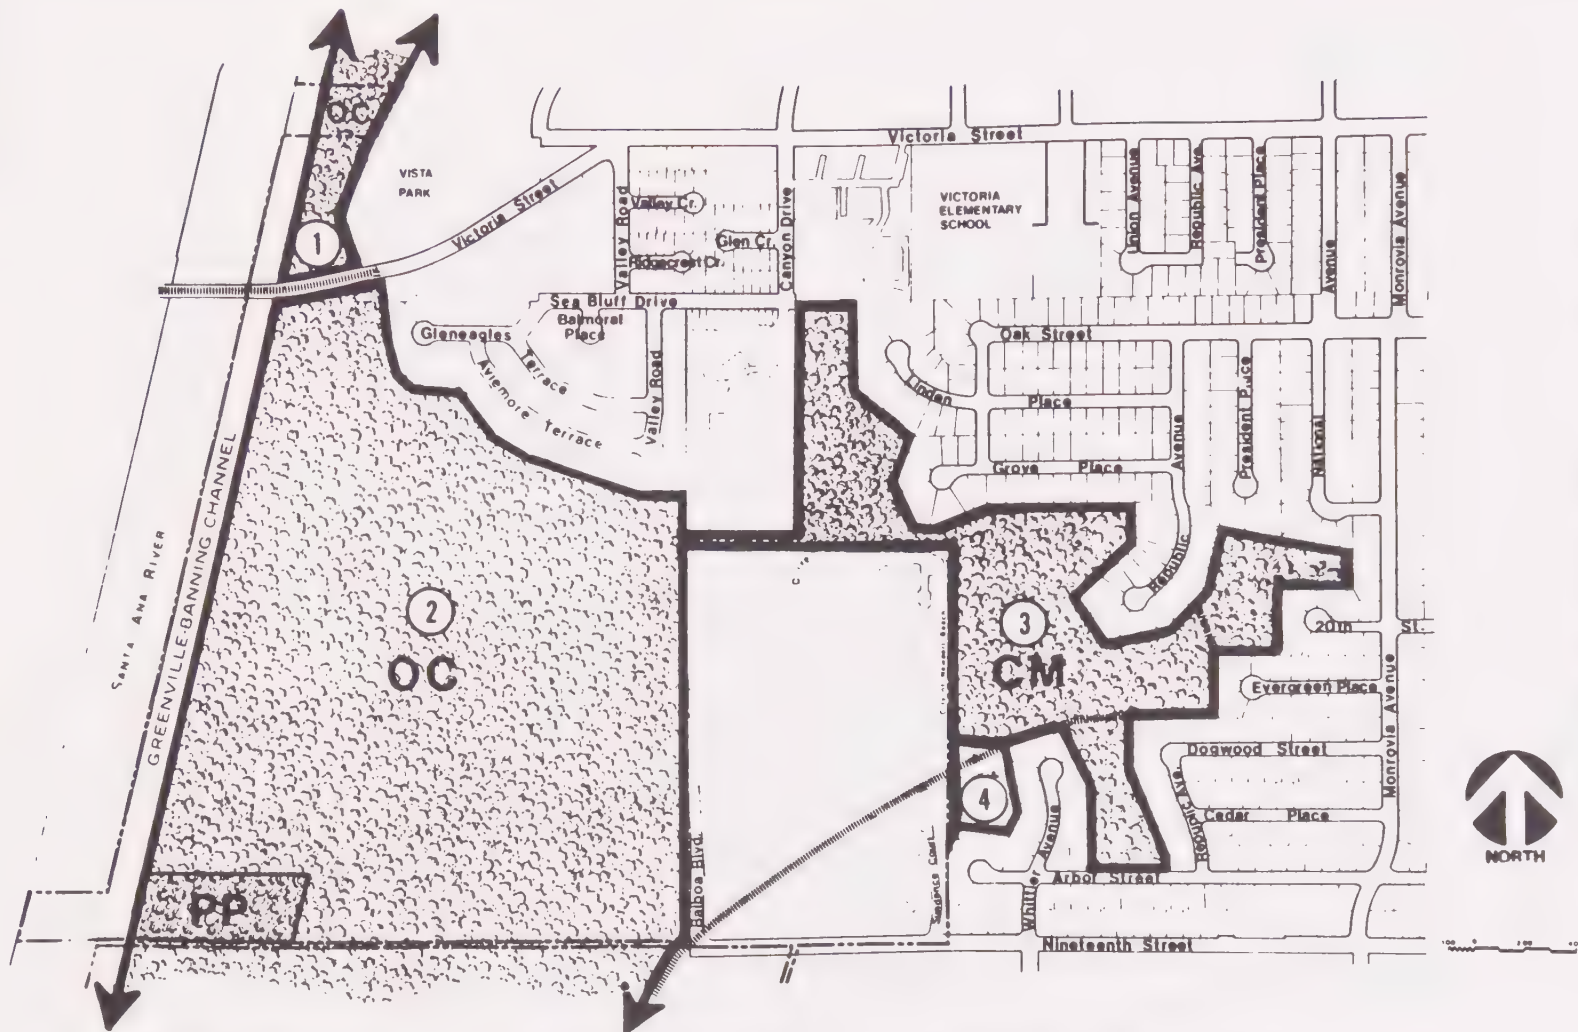 OC
VISTA
PARK
1
Victoria Street
Victoria Street
Valley Road
Valley Cr.
Glen Cr.
Ridgecrest Cr.
Canyon Drive
VICTORIA
ELEMENTARY
SCHOOL
Union Avenue
Republic Ave.
President Place
Avenue
Monrovia Avenue
Sea Bluff Drive
Balmoral
Place
Gleneagles
Terrace
Aviemore Terrace
Valley Road
Oak Street
Linden
Place
Grove Place
Avenue
Republic
President Place
National
SANTA ANA RIVER
GREENVILLE-BANNING CHANNEL
2
OC
3
CM
20th St.
Evergreen Place
Monrovia Avenue
Dogwood Street
Republic Ave.
Cedar Place
4
Whittier Avenue
Arbor Street
Nineteenth Street
Balboa Blvd.
Sundance Court
PP
NORTH